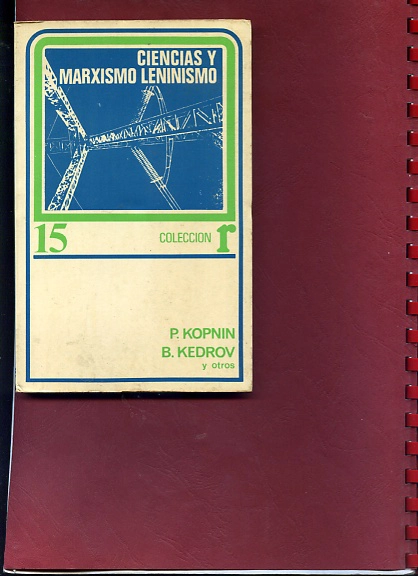 CIENCIAS Y
MARXISMO LENINISMO
15 COLECCION r
P. KOPNIN
B. KEDROV
y otros